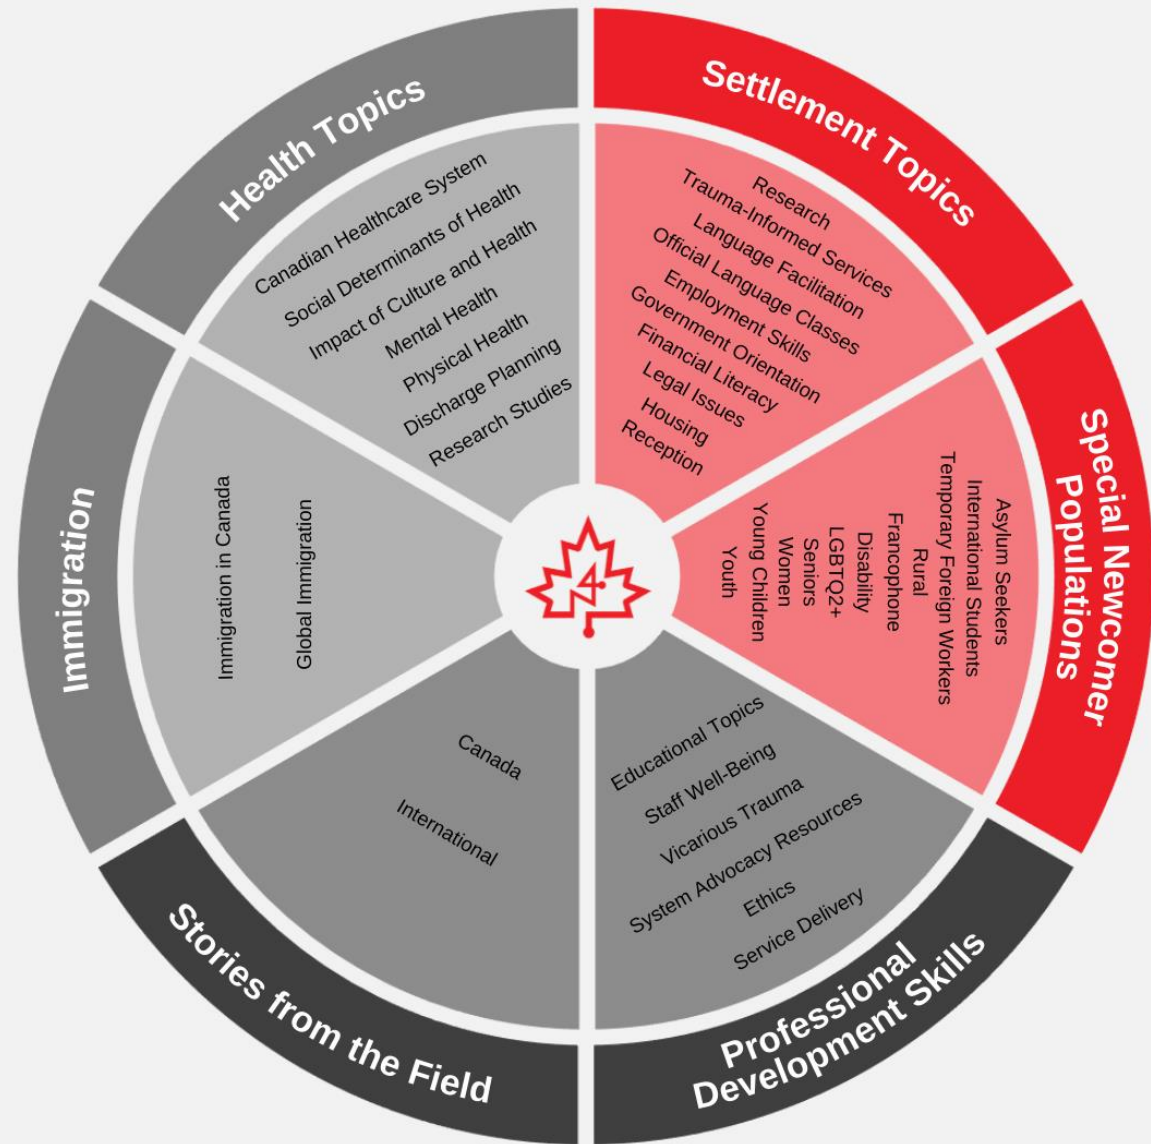 Settlement Topics
Research
Trauma-Informed Services
Language Facilitation
Official Language Classes
Employment Skills
Government Orientation
Financial Literacy
Legal Issues
Housing
Reception
Special Newcomer
Populations
Asylum Seekers
International Students
Temporary Foreign Workers
Rural
Francophone
Disability
LGBTQ2+
Seniors
Women
Young Children
Youth
Professional
Development Skills
Educational Topics
Staff Well-Being
Vicarious Trauma
System Advocacy Resources
Ethics
Service Delivery
Stories from the Field
Canada
International
Immigration
Immigration in Canada
Global Immigration
Health Topics
Canadian Healthcare System
Social Determinants of Health
Impact of Culture and Health
Mental Health
Physical Health
Discharge Planning
Research Studies